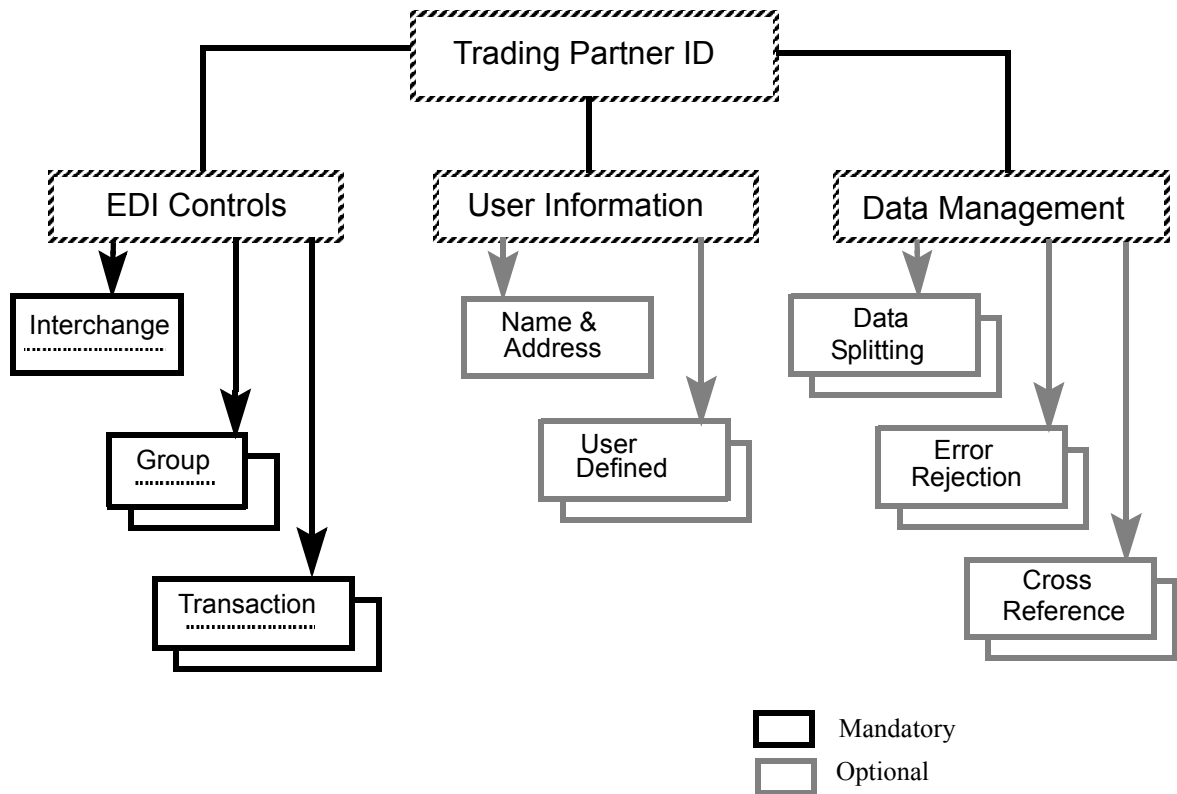 Trading Partner ID
EDI Controls
User Information
Data Management
Interchange
Name &
Address
Data
Splitting
Group
User
Defined
Error
Rejection
Transaction
Cross
Reference
Mandatory
Optional